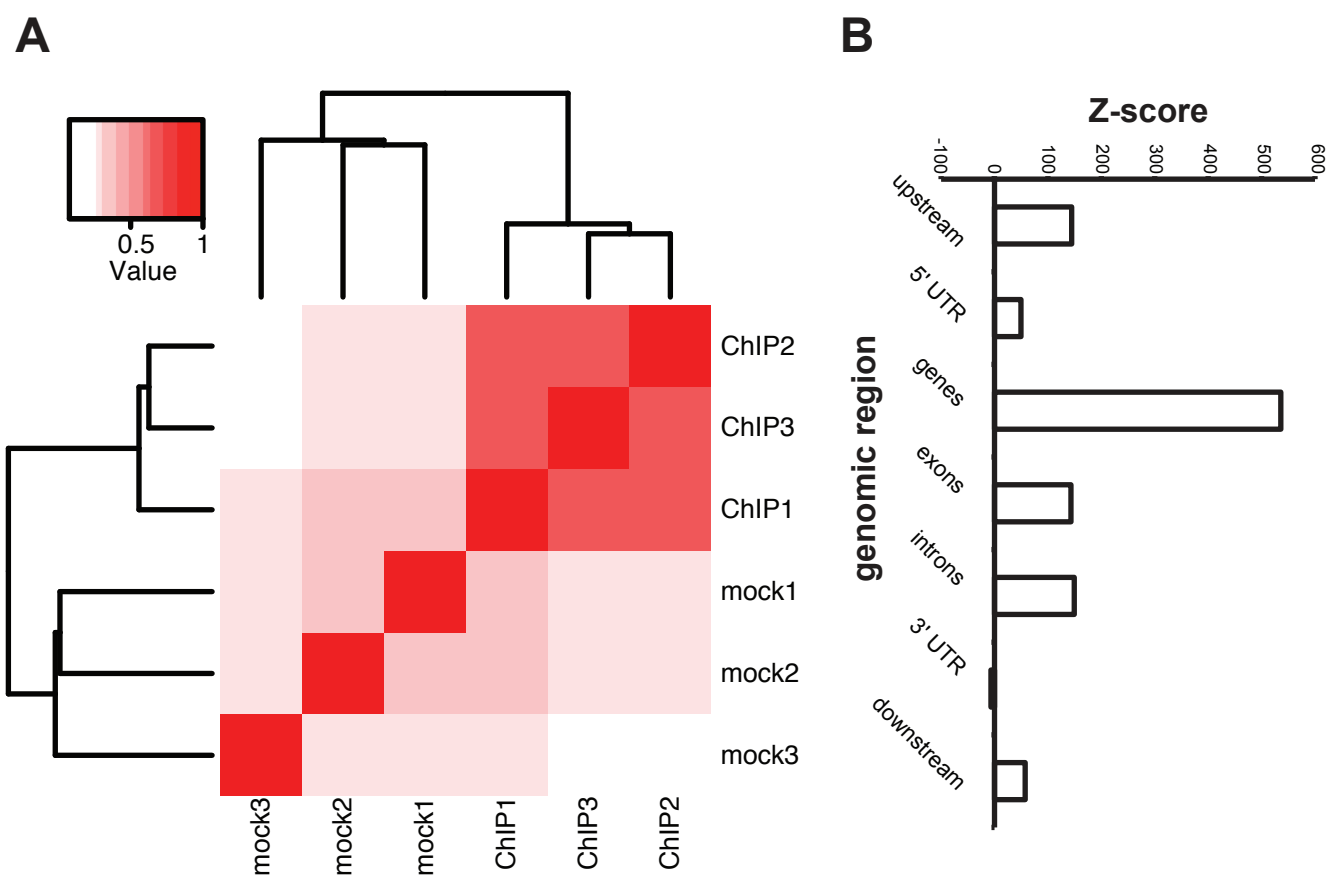 A
0.5
1
Value
ChIP2
ChIP3
ChIP1
mock1
mock2
mock3
mock3
mock2
mock1
ChIP1
ChIP3
ChIP2
B
Z-score
-100
0
100
200
300
400
500
600
genomic region
upstream
5' UTR
genes
exons
introns
3' UTR
downstream